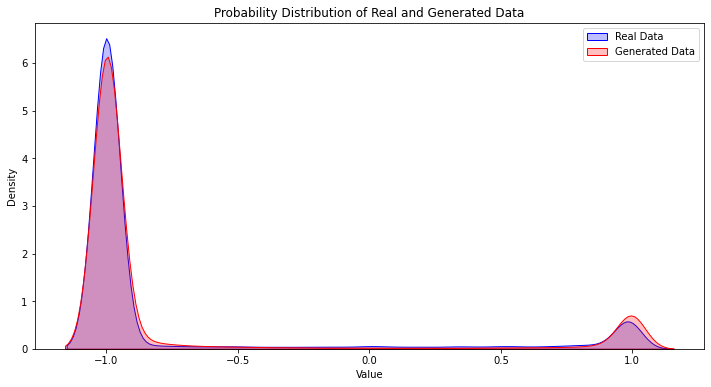 Probability Distribution of Real and Generated Data
Real Data
Generated Data
6
5
4
3
2
1
0
Density
−1.0
−0.5
0.0
0.5
1.0
Value